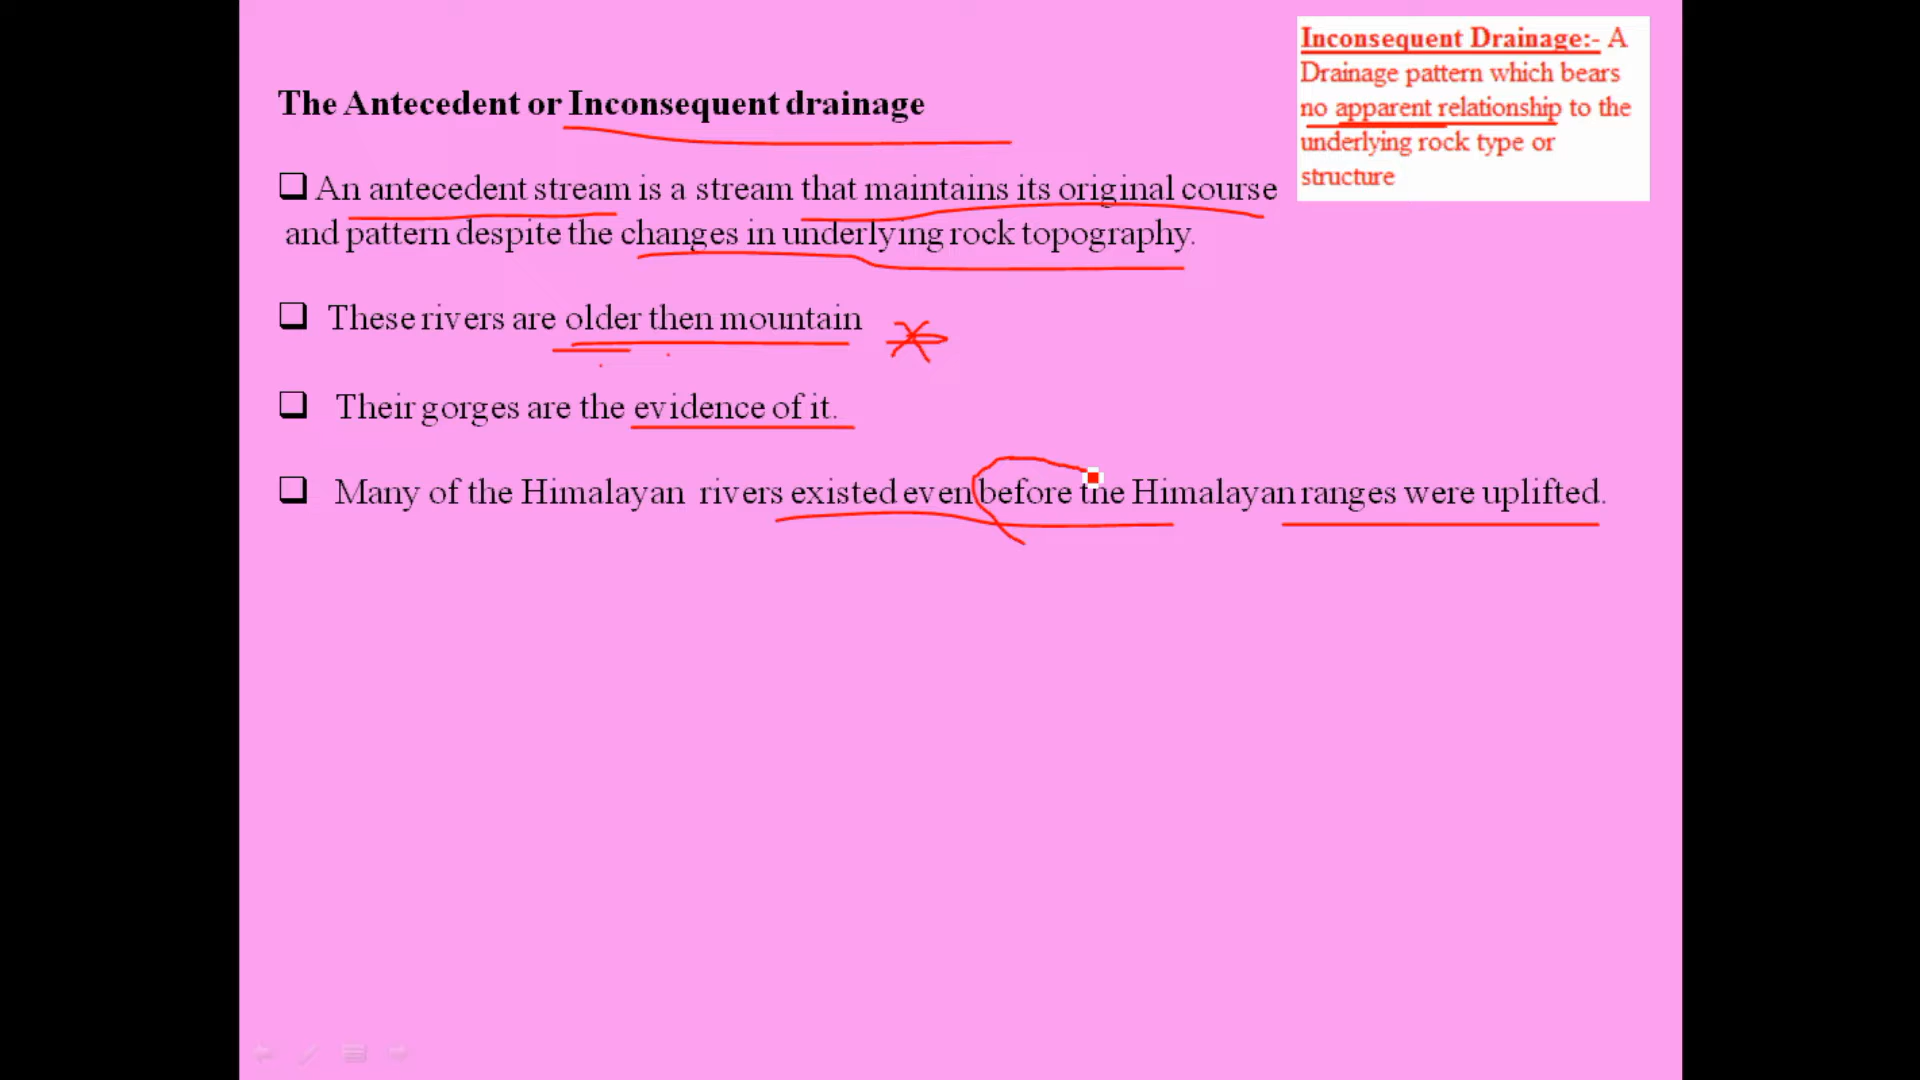 The Antecedent or Inconsequent drainage
Inconsequent Drainage:- A
Drainage pattern which bears
no apparent relationship to the
underlying rock type or
structure
An antecedent stream is a stream that maintains its original course
and pattern despite the changes in underlying rock topography.
These rivers are older then mountain
Their gorges are the evidence of it.
Many of the Himalayan rivers existed even before the Himalayan ranges were uplifted.